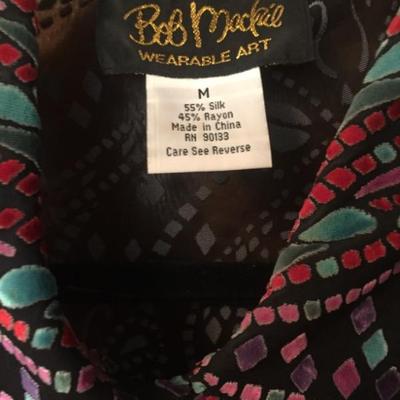 Bob Mackie
WEARABLE ART
M
55% Silk
45% Rayon
Made in China
RN 90133
Care See Reverse